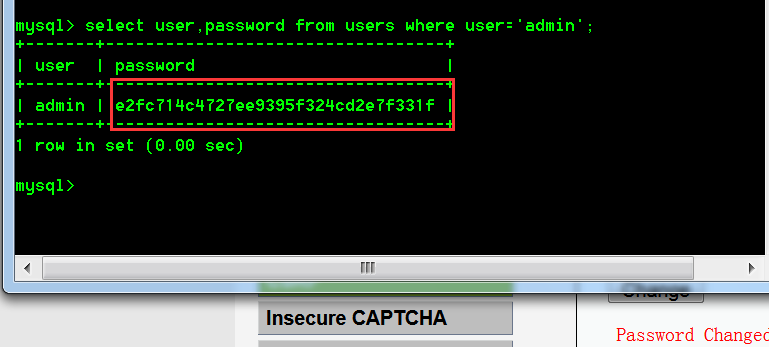 mysql> select user,password from users where user='admin';
+-------+----------------------------------+
| user  | password                         |
+-------+----------------------------------+
| admin | e2fc714c4727ee9395f324cd2e7f331f |
+-------+----------------------------------+
1 row in set (0.00 sec)
mysql>
Change
Insecure CAPTCHA
Password Changed